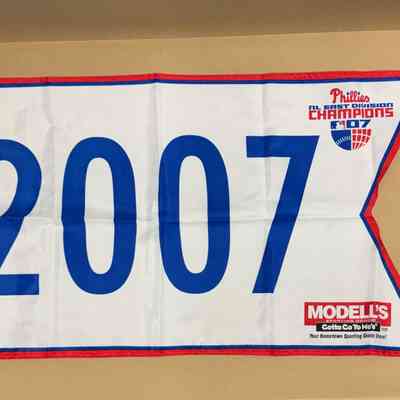 2007
Phillies
NL EAST DIVISION
CHAMPIONS
07
MODELL'S
SPORTING GOODS
Gotta Go To Mo's
Your Hometown Sporting Goods Store!